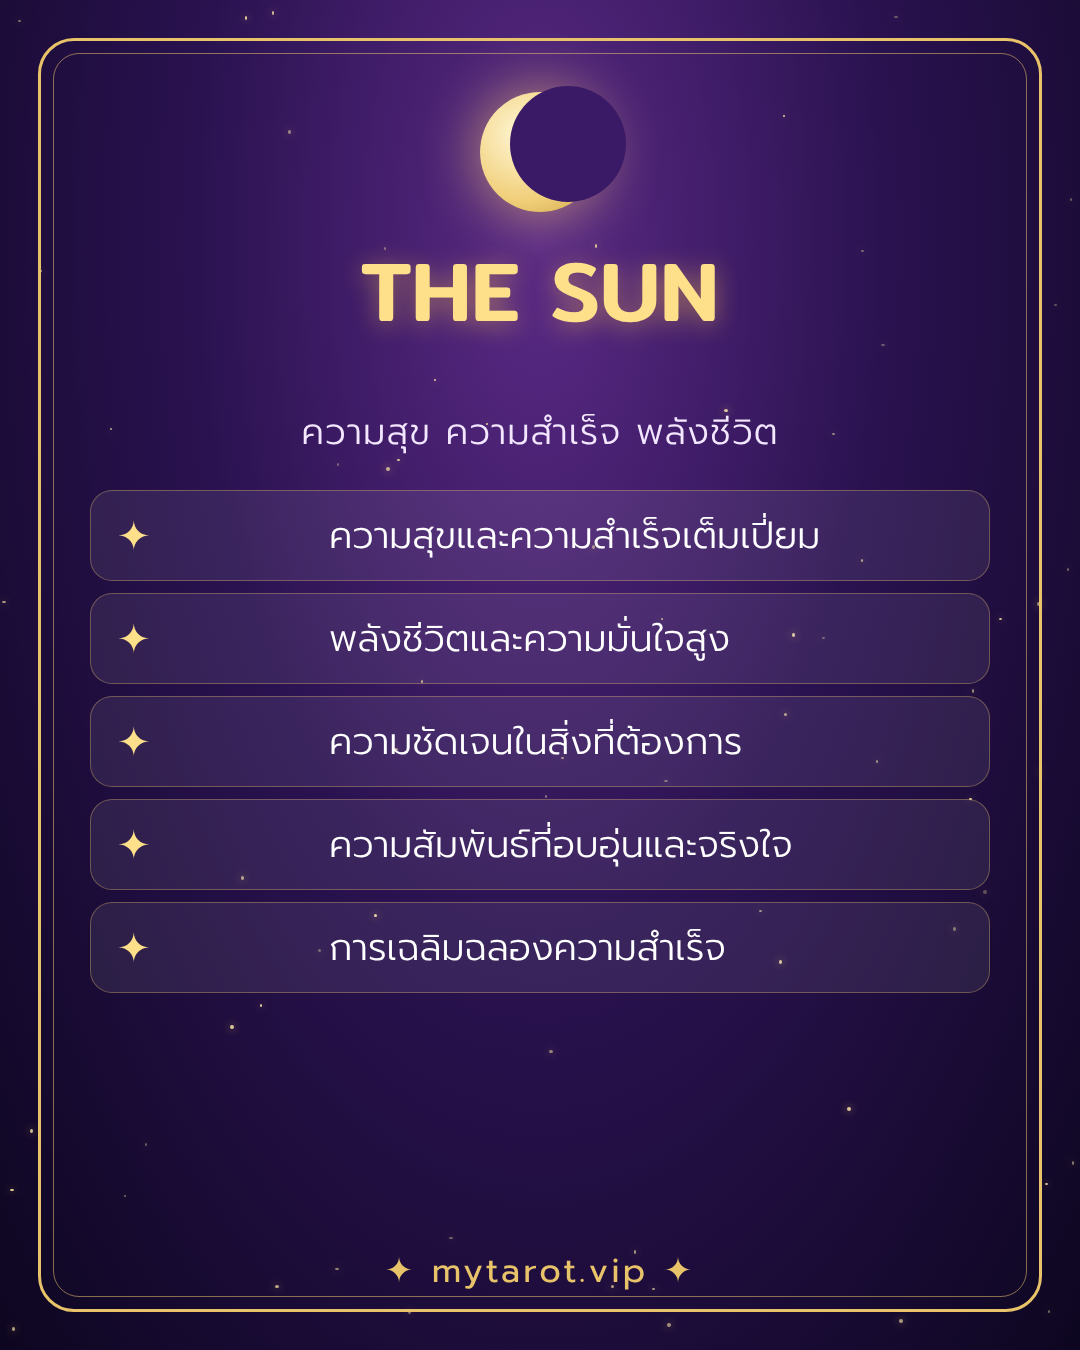 THE SUN
ความสุข ความสำเร็จ พลังชีวิต
✦ ความสุขและความสำเร็จเต็มเปี่ยม
✦ พลังชีวิตและความมั่นใจสูง
✦ ความชัดเจนในสิ่งที่ต้องการ
✦ ความสัมพันธ์ที่อบอุ่นและจริงใจ
✦ การเฉลิมฉลองความสำเร็จ
✦ mytarot.vip ✦